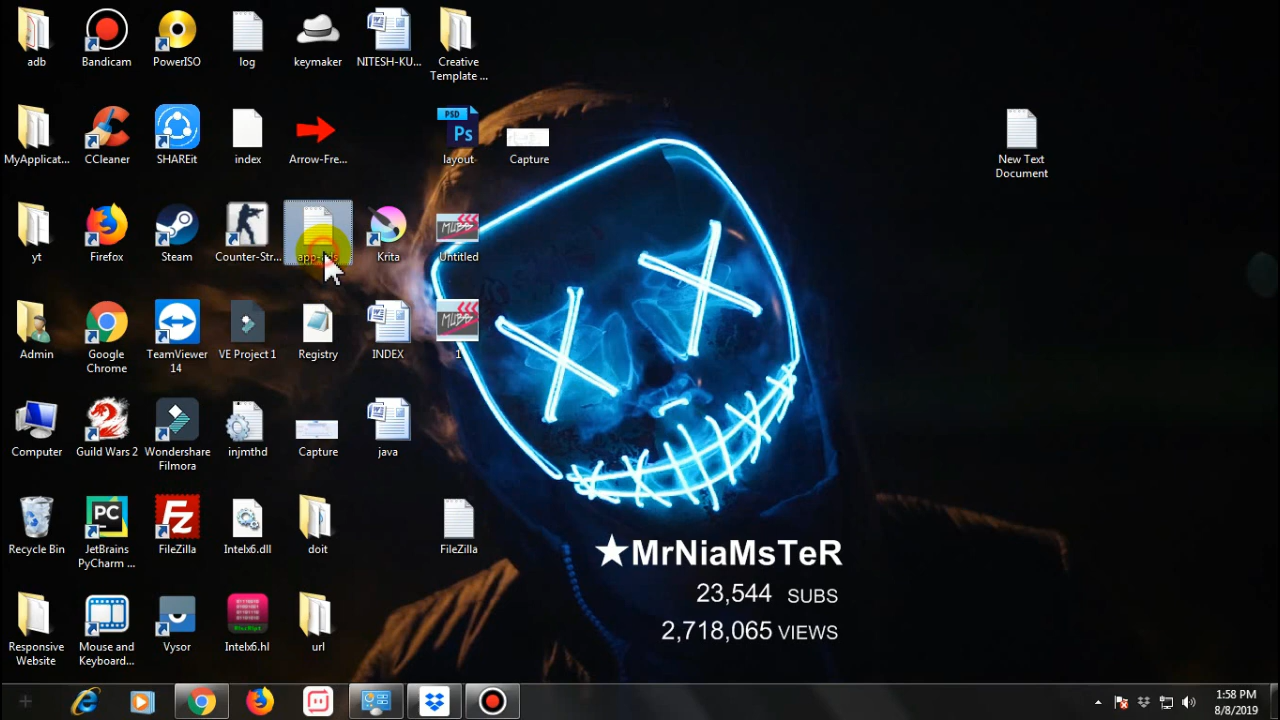 adb
Bandicam
PowerISO
log
keymaker
NITESH-KU...
Creative
Template ...
MyApplicat...
CCleaner
SHAREit
index
Arrow-Fre...
PSD
Ps
layout
Capture
New Text
Document
yt
Firefox
Steam
Counter-Str...
Krita
MUBS
Untitled
Admin
Google
Chrome
TeamViewer
14
VE Project 1
Registry
INDEX
MUBS
1
Computer
Guild Wars 2
Wondershare
Filmora
injmthd
Capture
java
Recycle Bin
PC
JetBrains
PyCharm ...
FileZilla
Intelx6.dll
doit
FileZilla
★MrNiaMsTeR
23,544 SUBS
2,718,065 VIEWS
Responsive
Website
Mouse and
Keyboard...
Vysor
Intelx6.hl
url
1:58 PM
8/8/2019